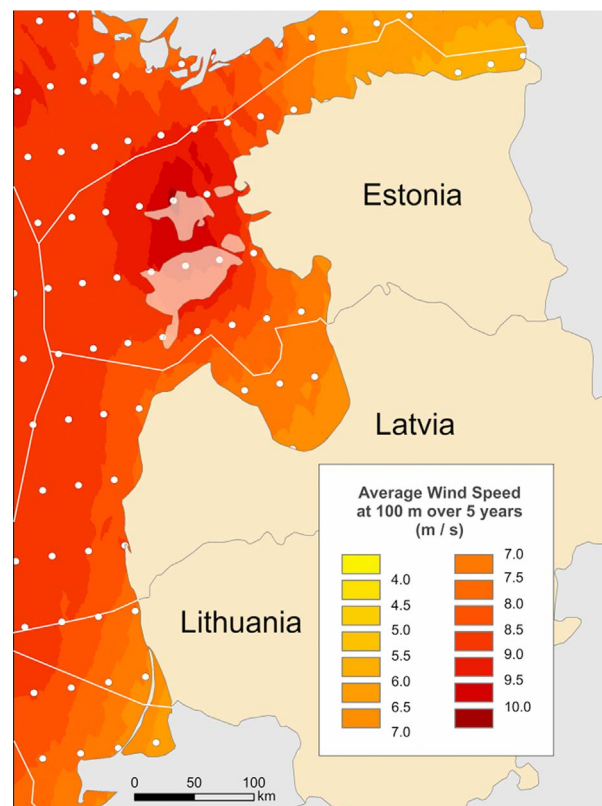 Estonia
Latvia
Lithuania
Average Wind Speed
at 100 m over 5 years
(m / s)
4.0
4.5
5.0
5.5
6.0
6.5
7.0
7.0
7.5
8.0
8.5
9.0
9.5
10.0
0 50 100
km